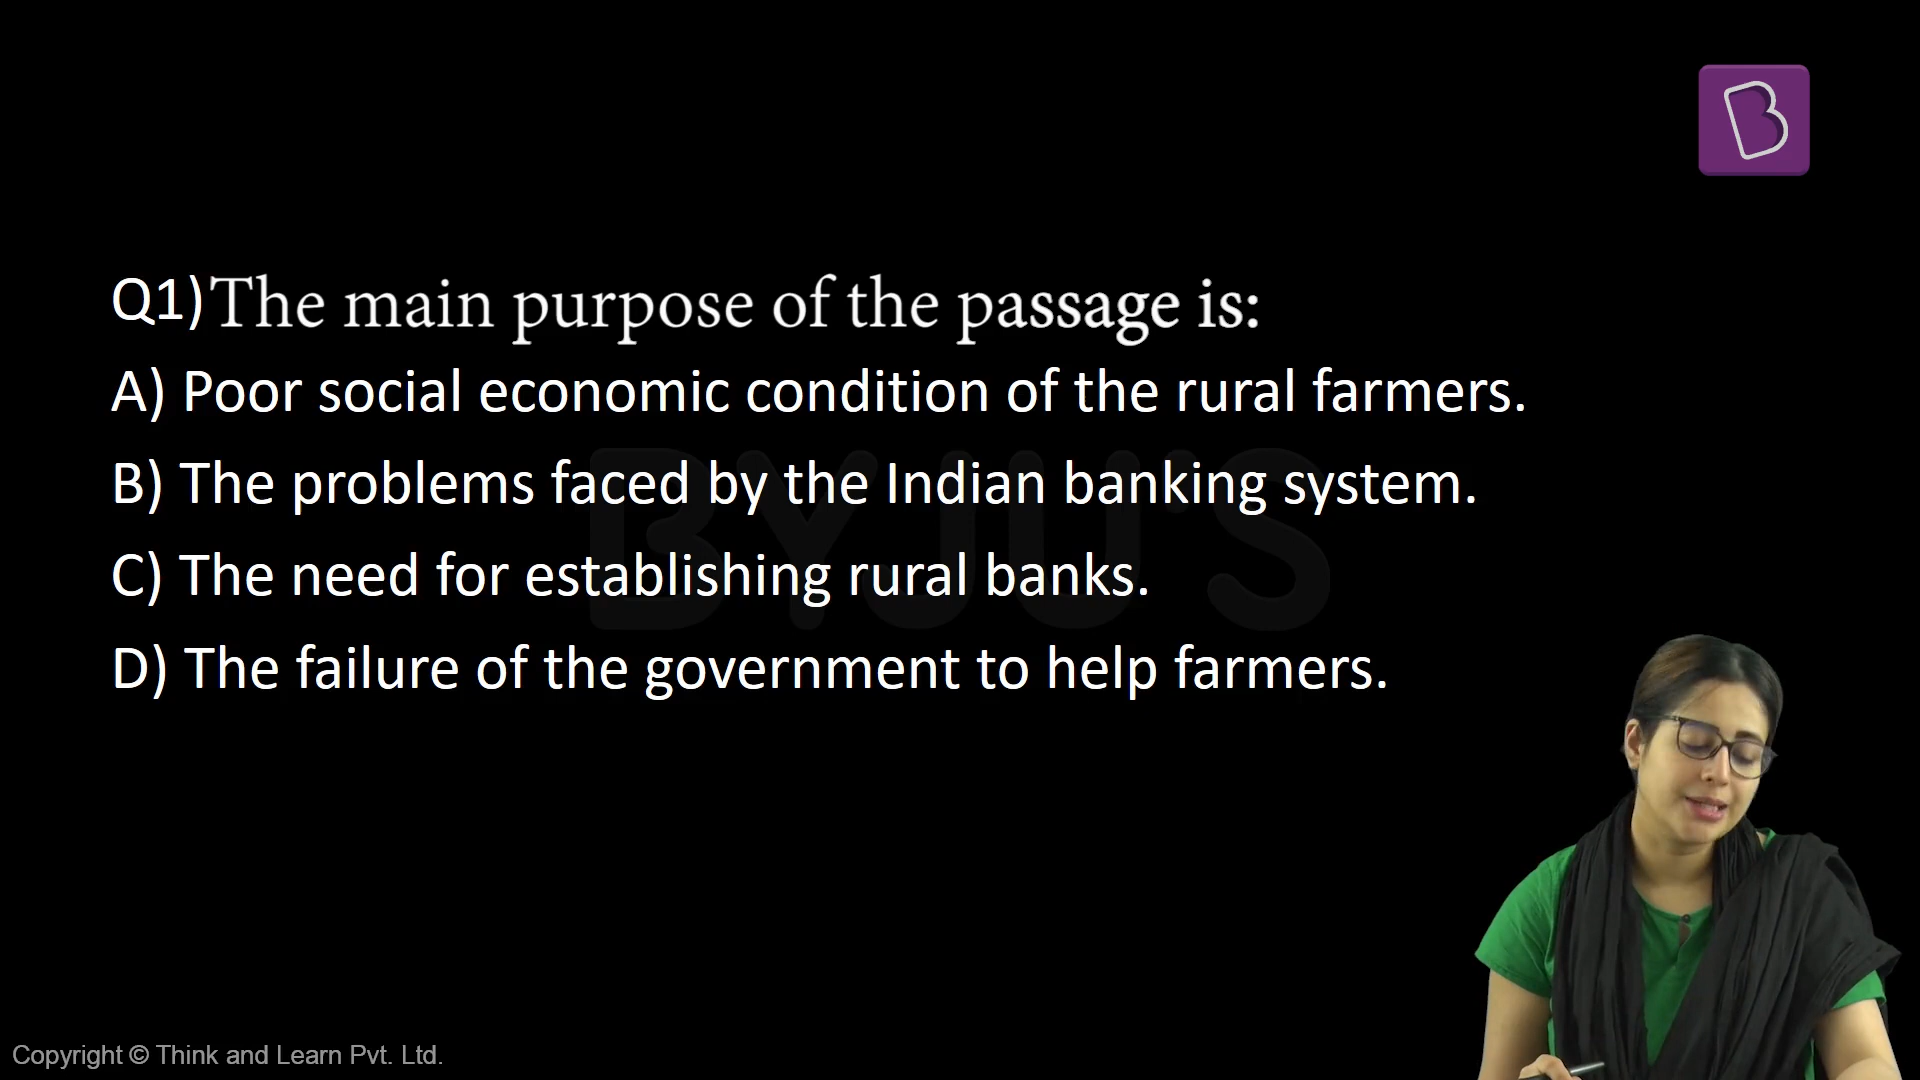 Q1)The main purpose of the passage is:
A) Poor social economic condition of the rural farmers.
B) The problems faced by the Indian banking system.
C) The need for establishing rural banks.
D) The failure of the government to help farmers.
BYJU'S
Copyright © Think and Learn Pvt. Ltd.